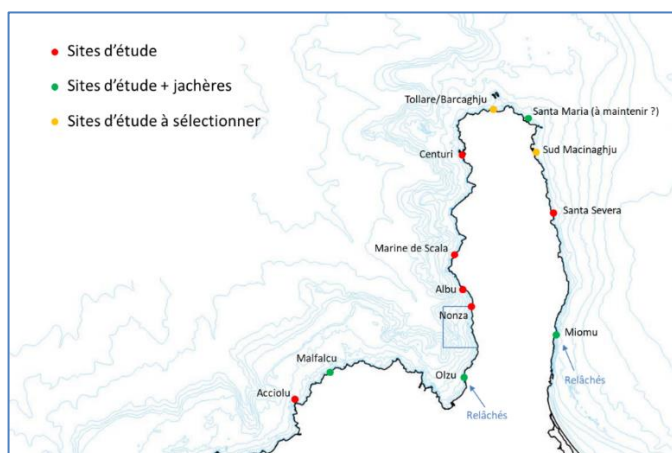 Sites d'étude
Sites d'étude + jachères
Sites d'étude à sélectionner
Tollare/Barcaghju
Santa Maria (à maintenir ?)
Centuri
Sud Macinaghju
Santa Severa
Marine de Scala
Albu
Nonza
Miomu
Malfalcu
Olzu
Relâchés
Acciolu
Relâchés